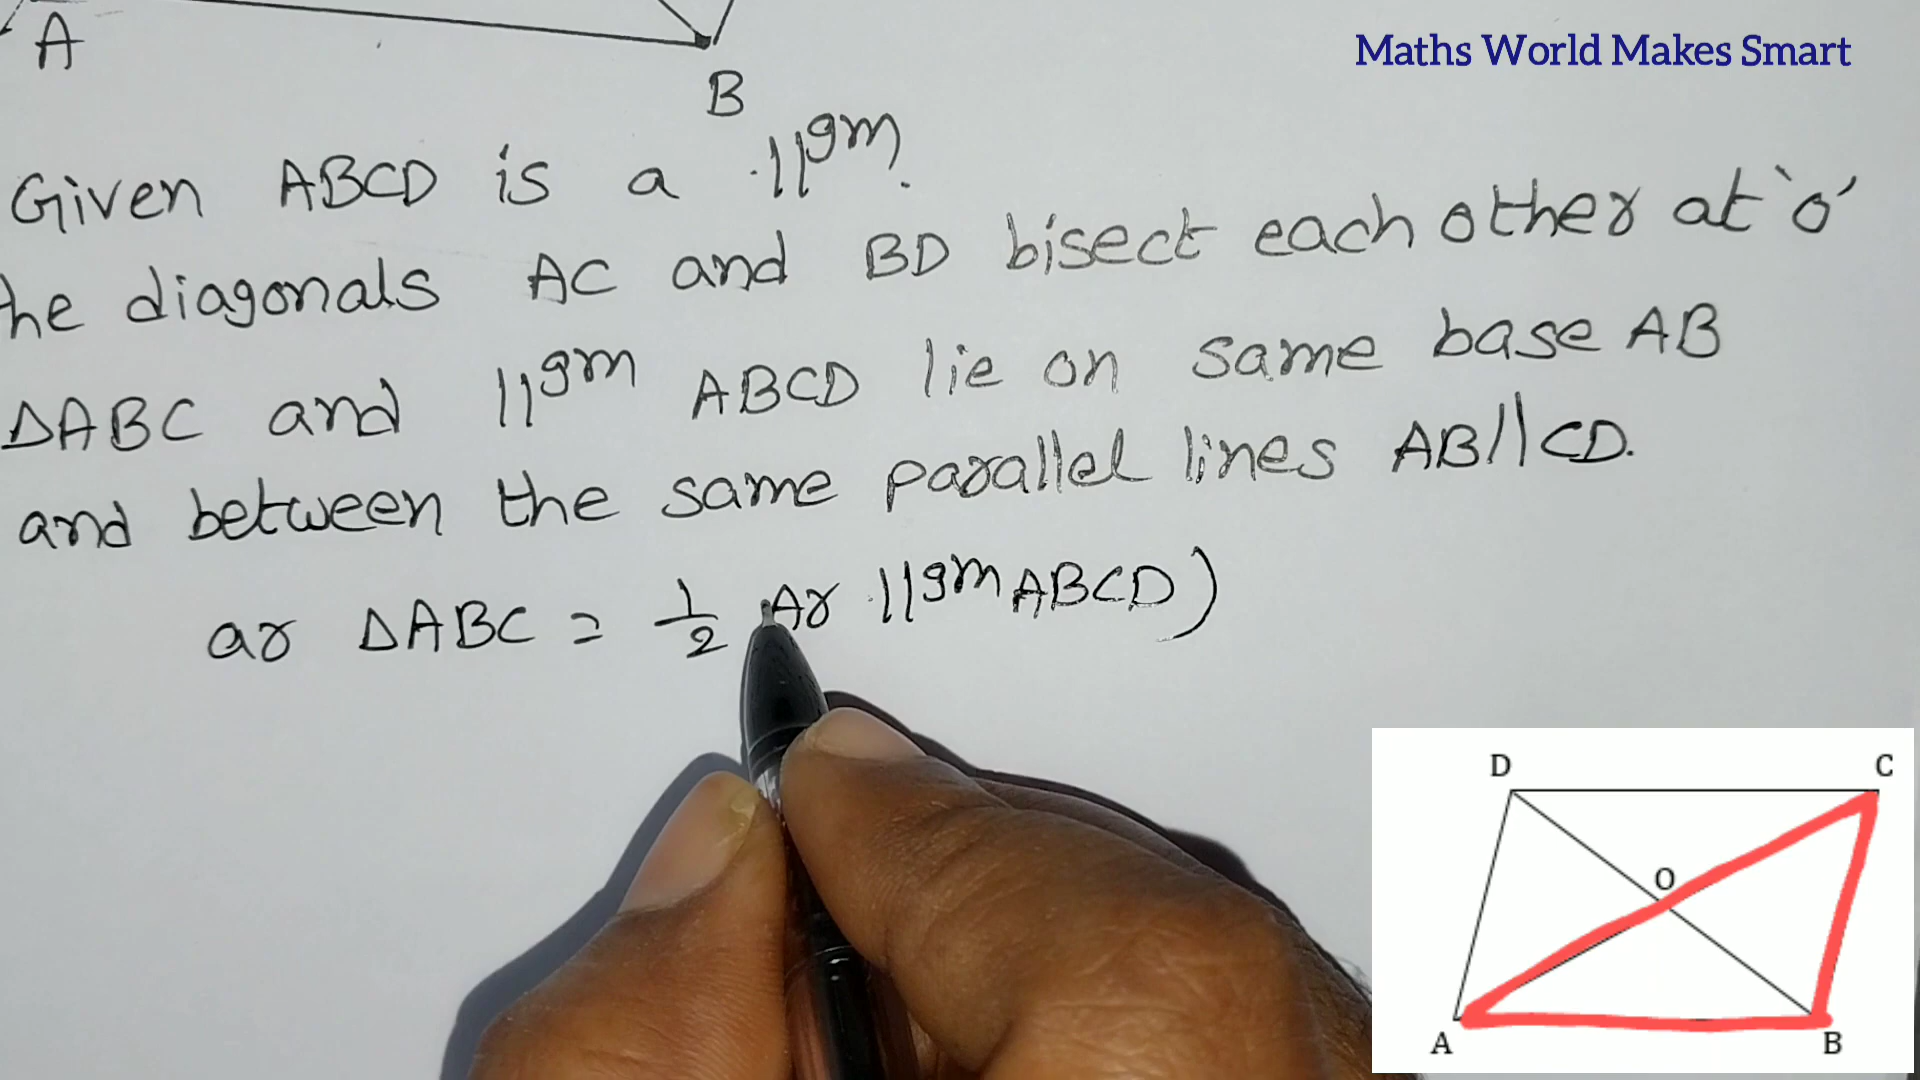 Maths World Makes Smart
A
B
Given ABCD is a ||gm.
he diagonals AC and BD bisect each other at 'o'
ΔABC and ||gm ABCD lie on same base AB
and between the same parallel lines AB||CD.
ar ΔABC = 1/2 Ar ||gm ABCD)
D C
O
A B